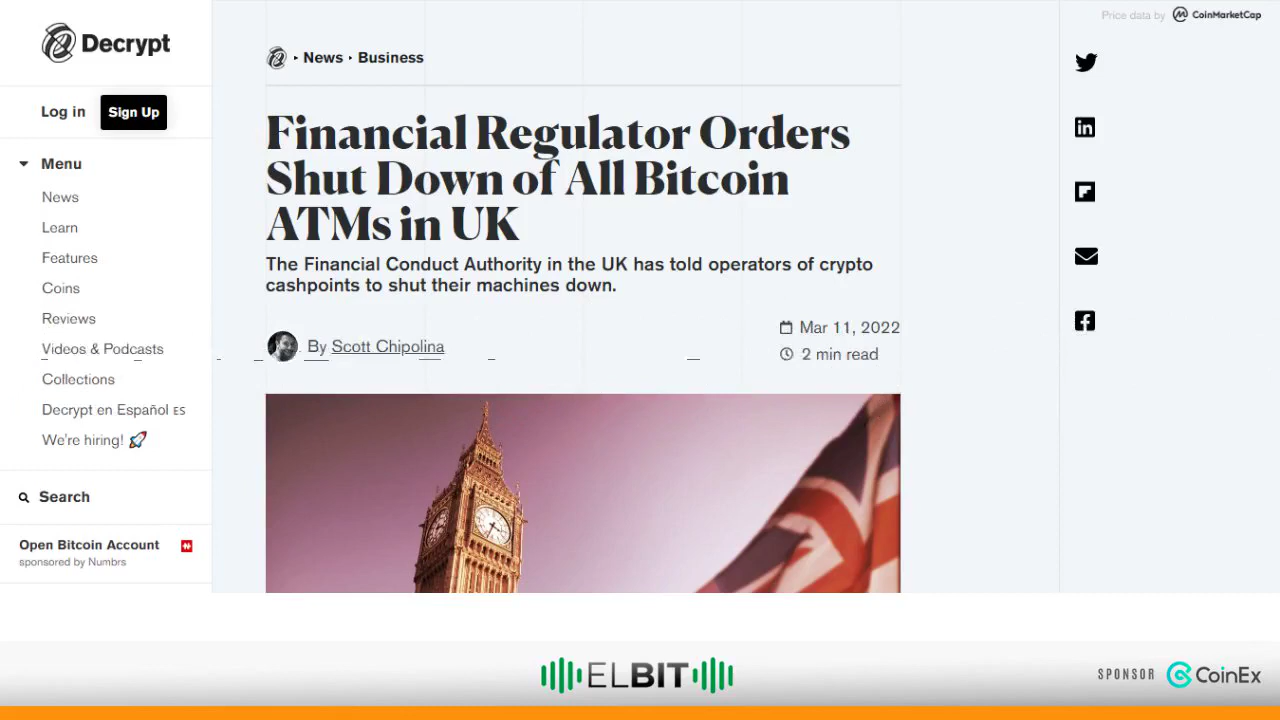 Decrypt
Log in
Sign Up
Menu
News
Learn
Features
Coins
Reviews
Videos & Podcasts
Collections
Decrypt en Español ES
We're hiring! 🚀
Search
Open Bitcoin Account
sponsored by Numbrs
News · Business
Financial Regulator Orders
Shut Down of All Bitcoin
ATMs in UK
The Financial Conduct Authority in the UK has told operators of crypto
cashpoints to shut their machines down.
By Scott Chipolina
Mar 11, 2022
2 min read
Price data by CoinMarketCap
ELBIT
SPONSOR CoinEx